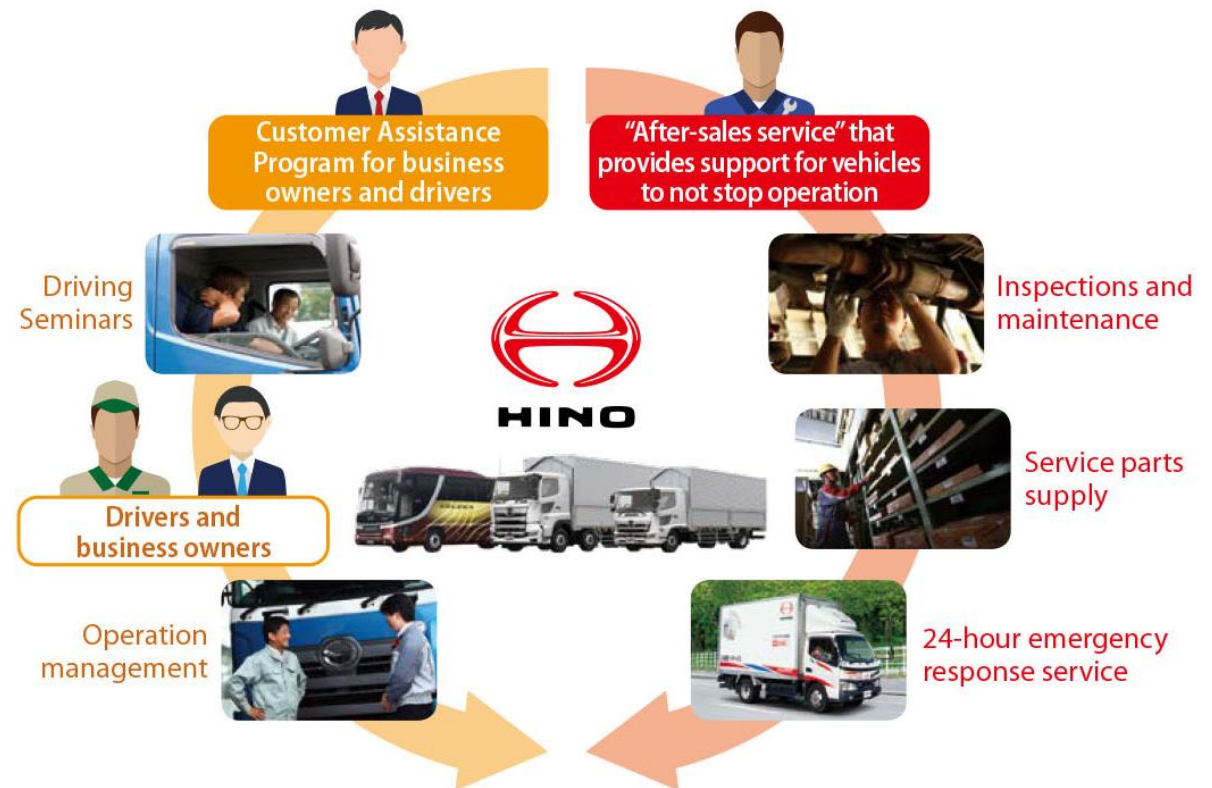 Customer Assistance
Program for business
owners and drivers
“After-sales service” that
provides support for vehicles
to not stop operation
Driving
Seminars
Inspections and
maintenance
HINO
Service parts
supply
Drivers and
business owners
Operation
management
24-hour emergency
response service